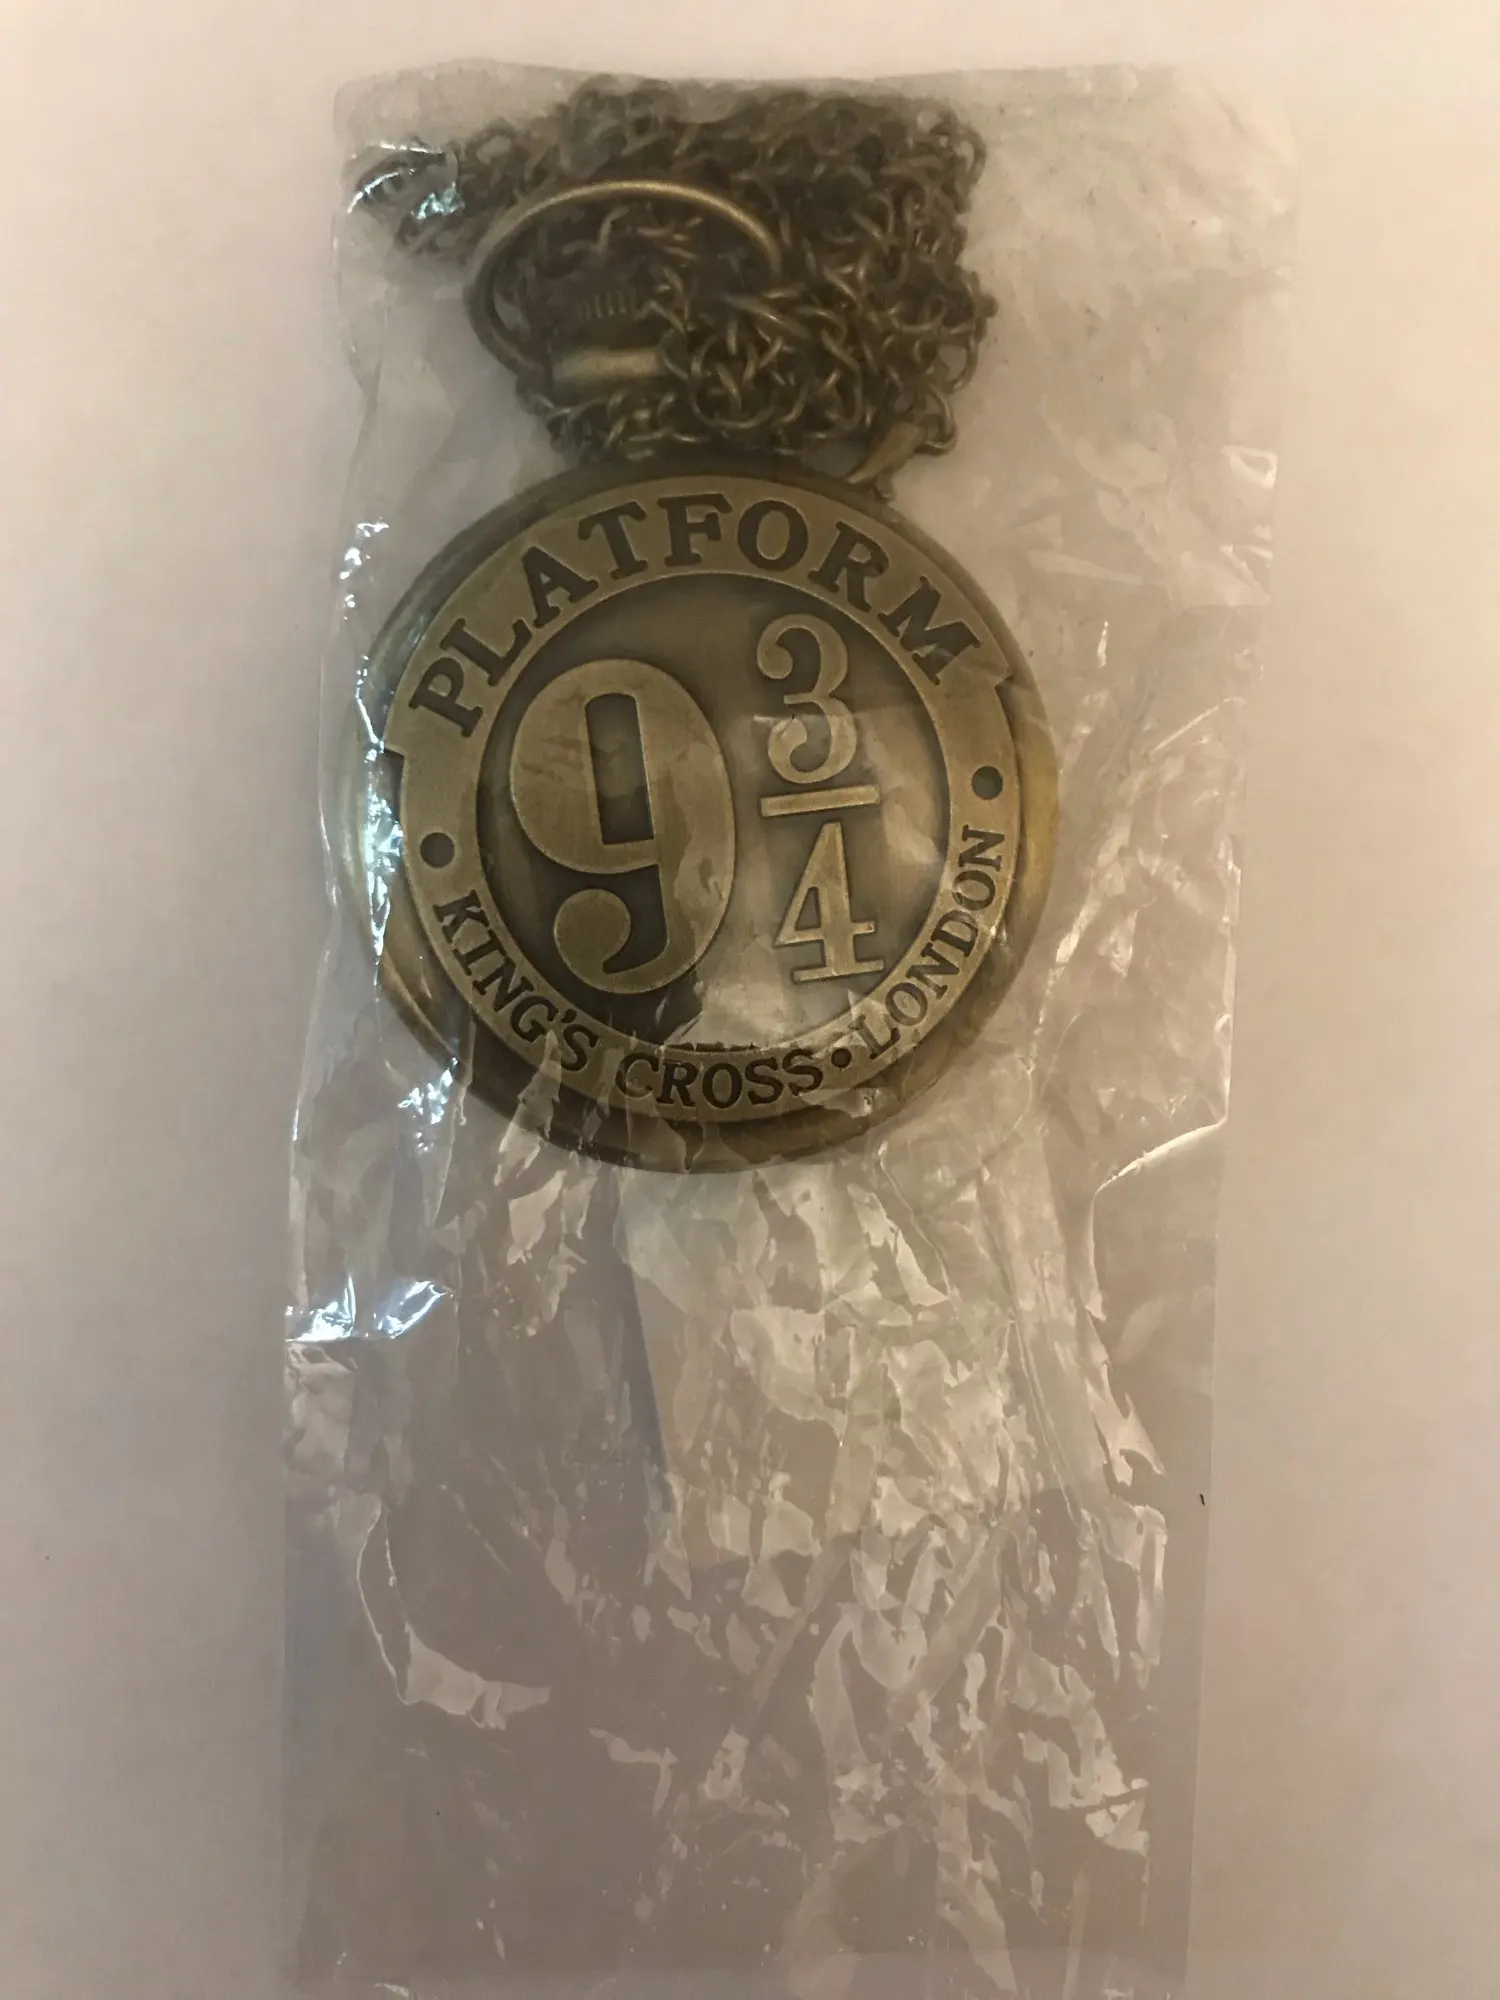 PLATFORM
9 3/4
KING'S CROSS • LONDON